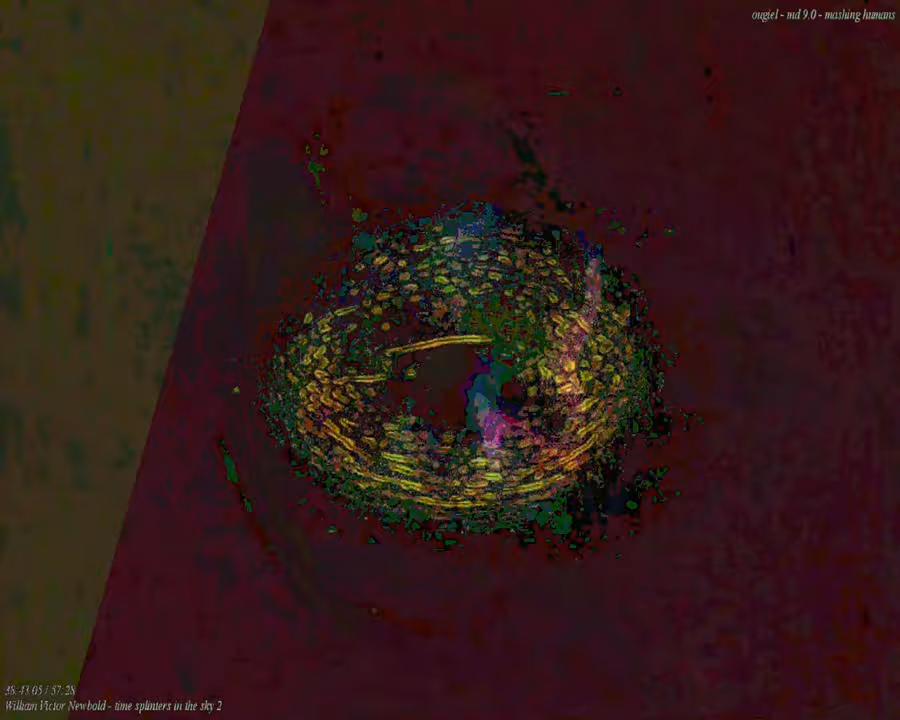 ougiel - md 9.0 - mashing humans
36.43.05 / 57.28
William Victor Newbold - time splinters in the sky 2